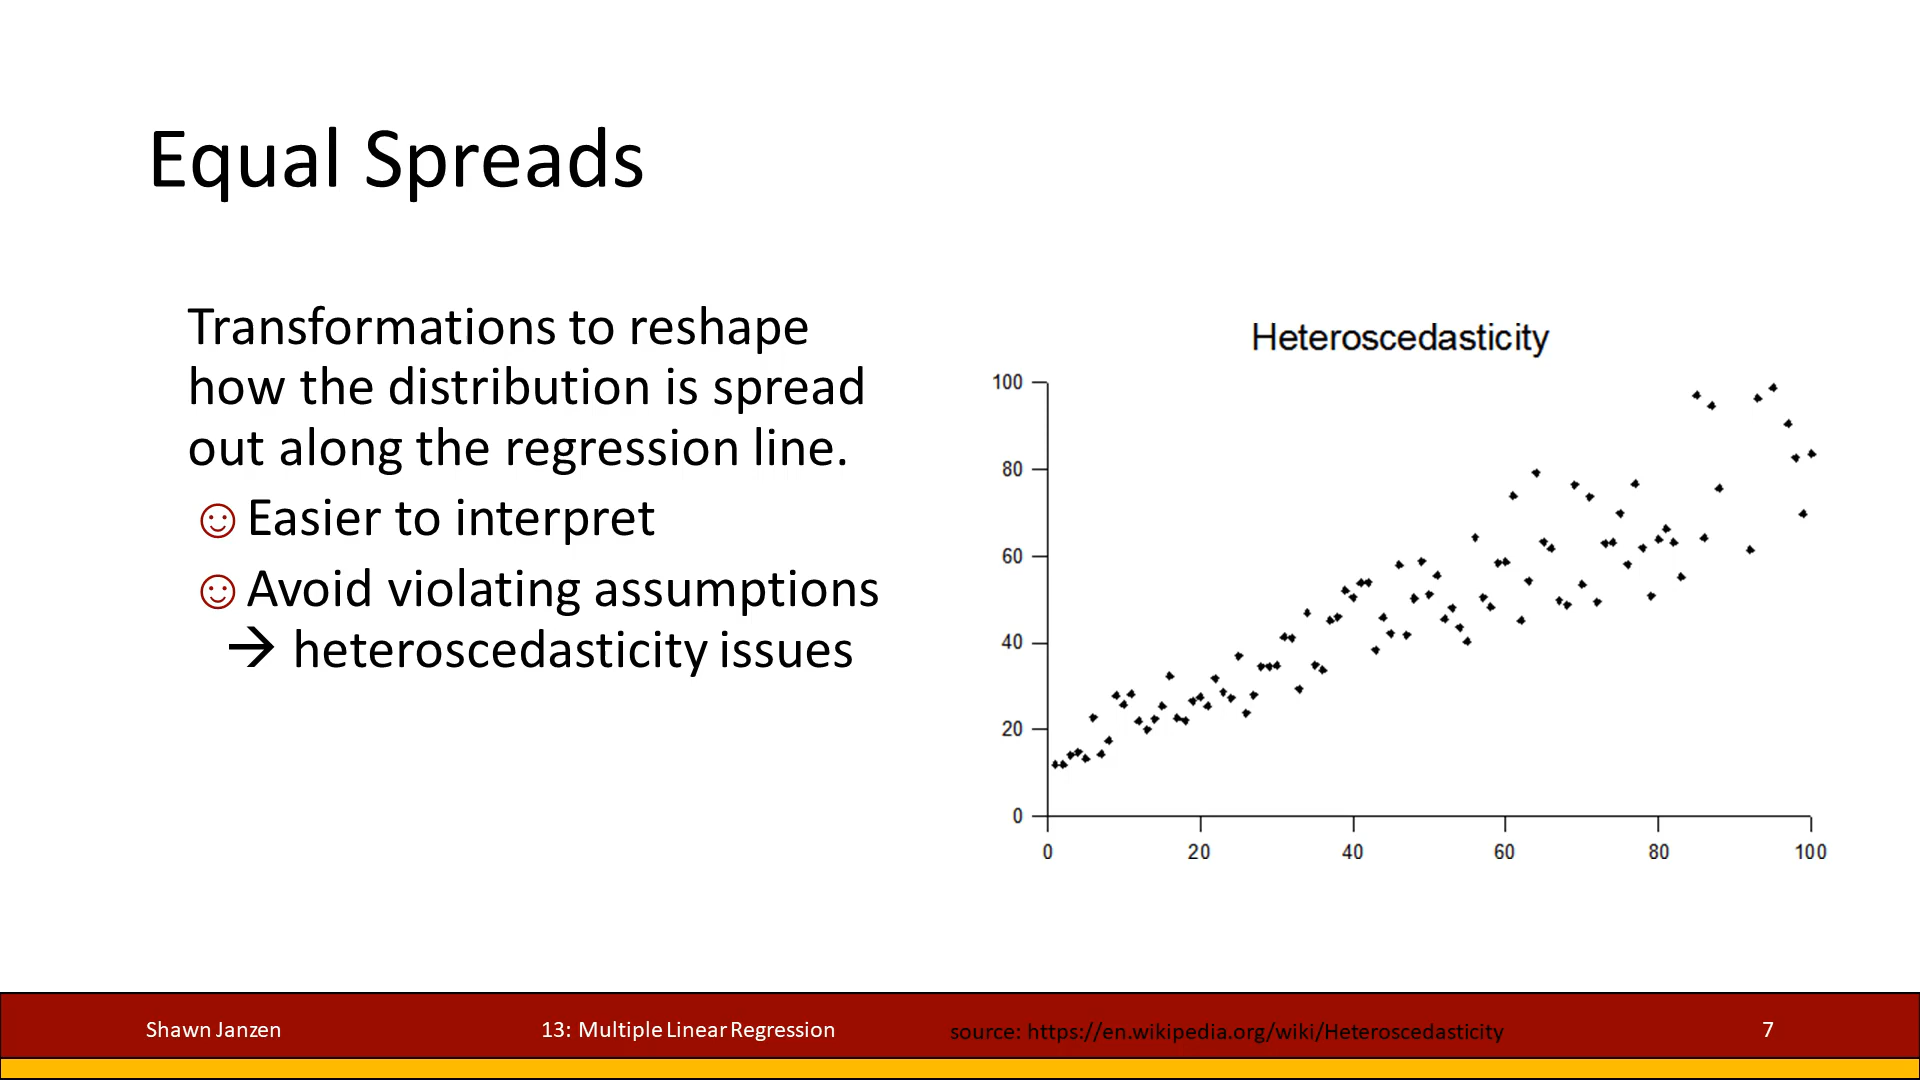 Equal Spreads
Transformations to reshape
how the distribution is spread
out along the regression line.
☺Easier to interpret
☺Avoid violating assumptions
→ heteroscedasticity issues
Heteroscedasticity
100
80
60
40
20
0
0 20 40 60 80 100
Shawn Janzen 13: Multiple Linear Regression source: https://en.wikipedia.org/wiki/Heteroscedasticity 7